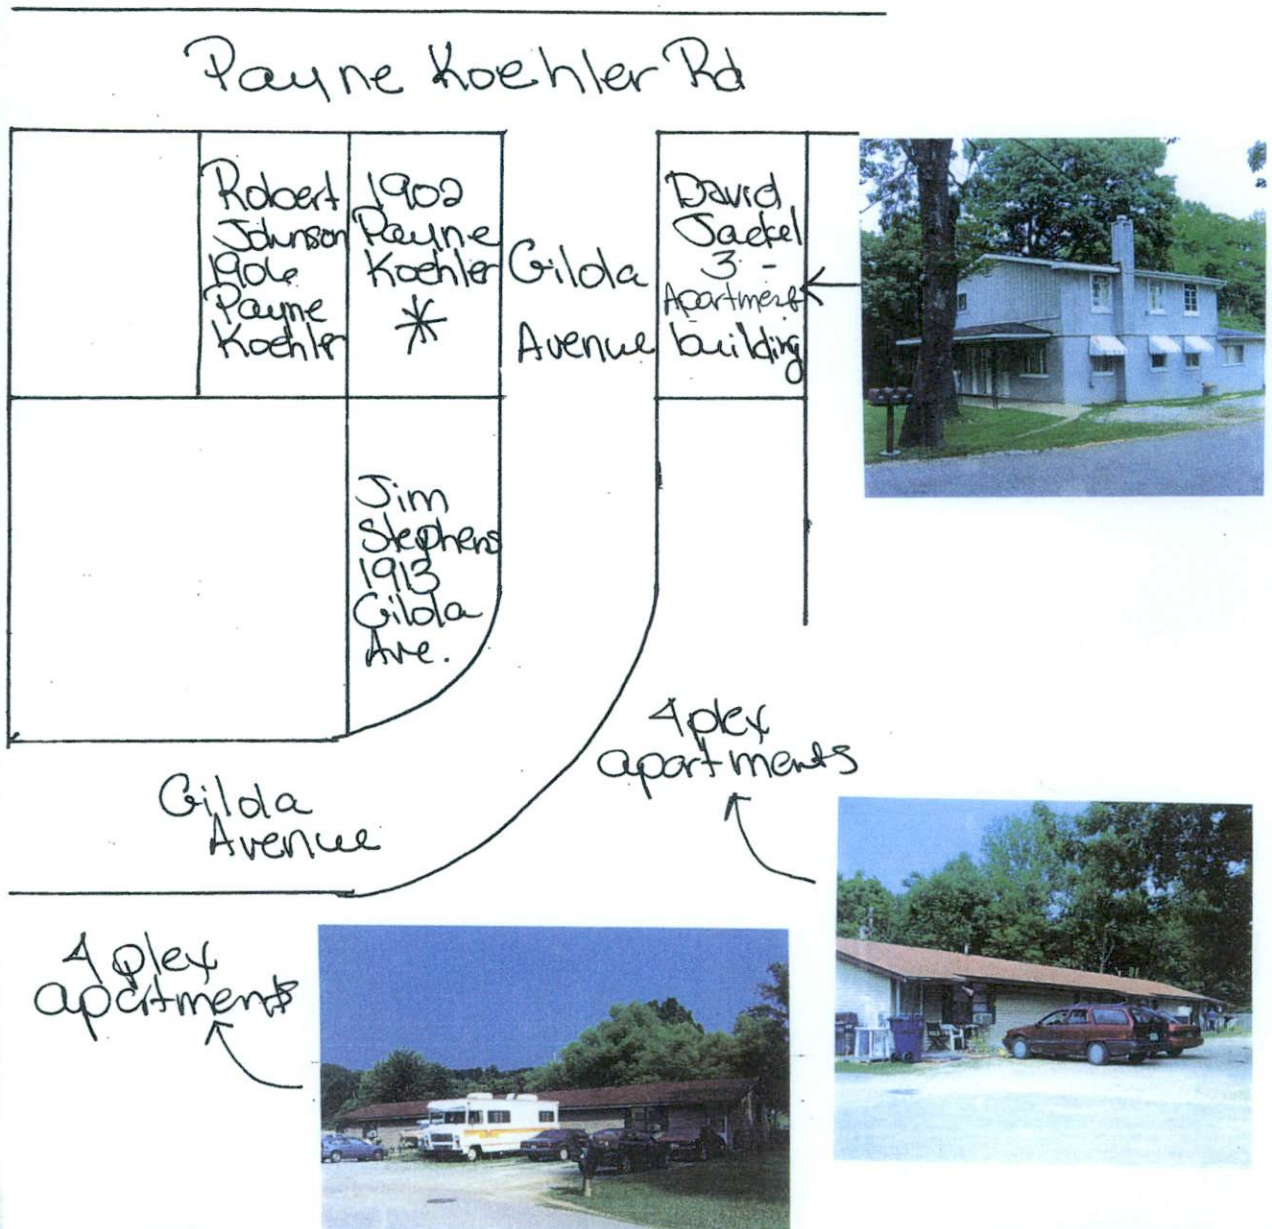 Payne Koehler Rd
Robert
Johnson
1906
Payne
Koehler
1902
Payne
Koehler
*
Gilda
Avenue
David
Jackel
3 -
Apartment
building
Jim
Stephens
1913
Gilda
Ave.
4 plex
apartments
Gilda
Avenue
4 plex
apartments